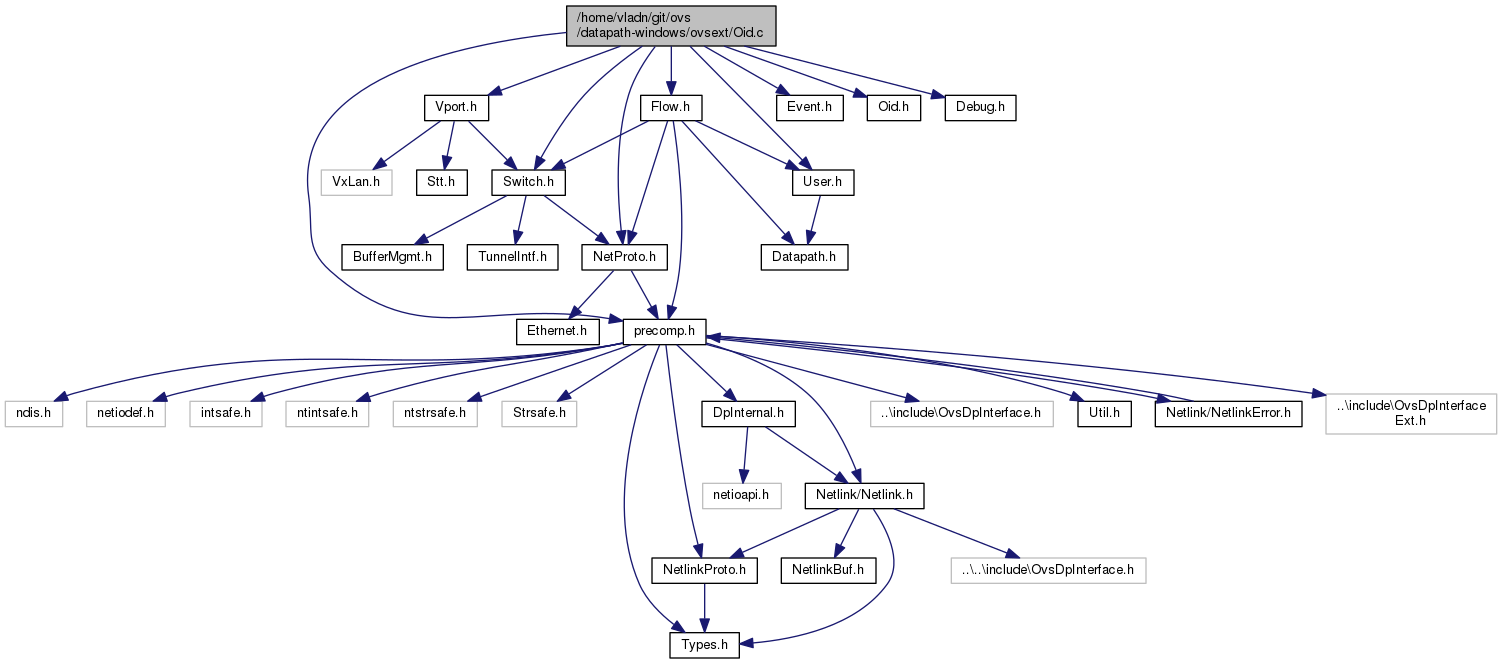 /home/vladn/git/ovs
/datapath-windows/ovsext/Oid.c
Vport.h
Flow.h
Event.h
Oid.h
Debug.h
VxLan.h
Stt.h
Switch.h
User.h
BufferMgmt.h
TunnelIntf.h
NetProto.h
Datapath.h
Ethernet.h
precomp.h
ndis.h
netiodef.h
intsafe.h
ntintsafe.h
ntstrsafe.h
Strsafe.h
DpInternal.h
..\include\OvsDpInterface.h
Util.h
Netlink/NetlinkError.h
..\include\OvsDpInterface
Ext.h
netioapi.h
Netlink/Netlink.h
NetlinkProto.h
NetlinkBuf.h
..\..\include\OvsDpInterface.h
Types.h